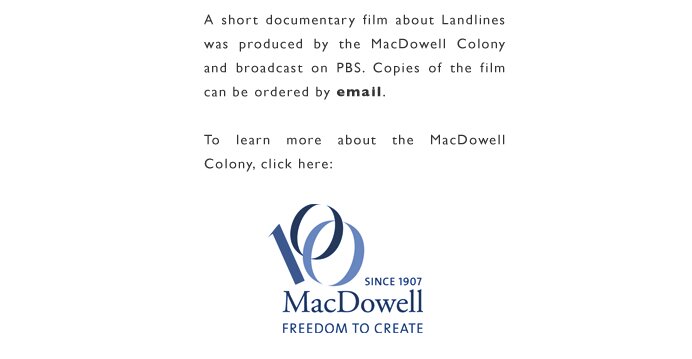 A short documentary film about Landlines
was produced by the MacDowell Colony
and broadcast on PBS. Copies of the film
can be ordered by email.
To learn more about the MacDowell
Colony, click here:
100
SINCE 1907
MacDowell
FREEDOM TO CREATE